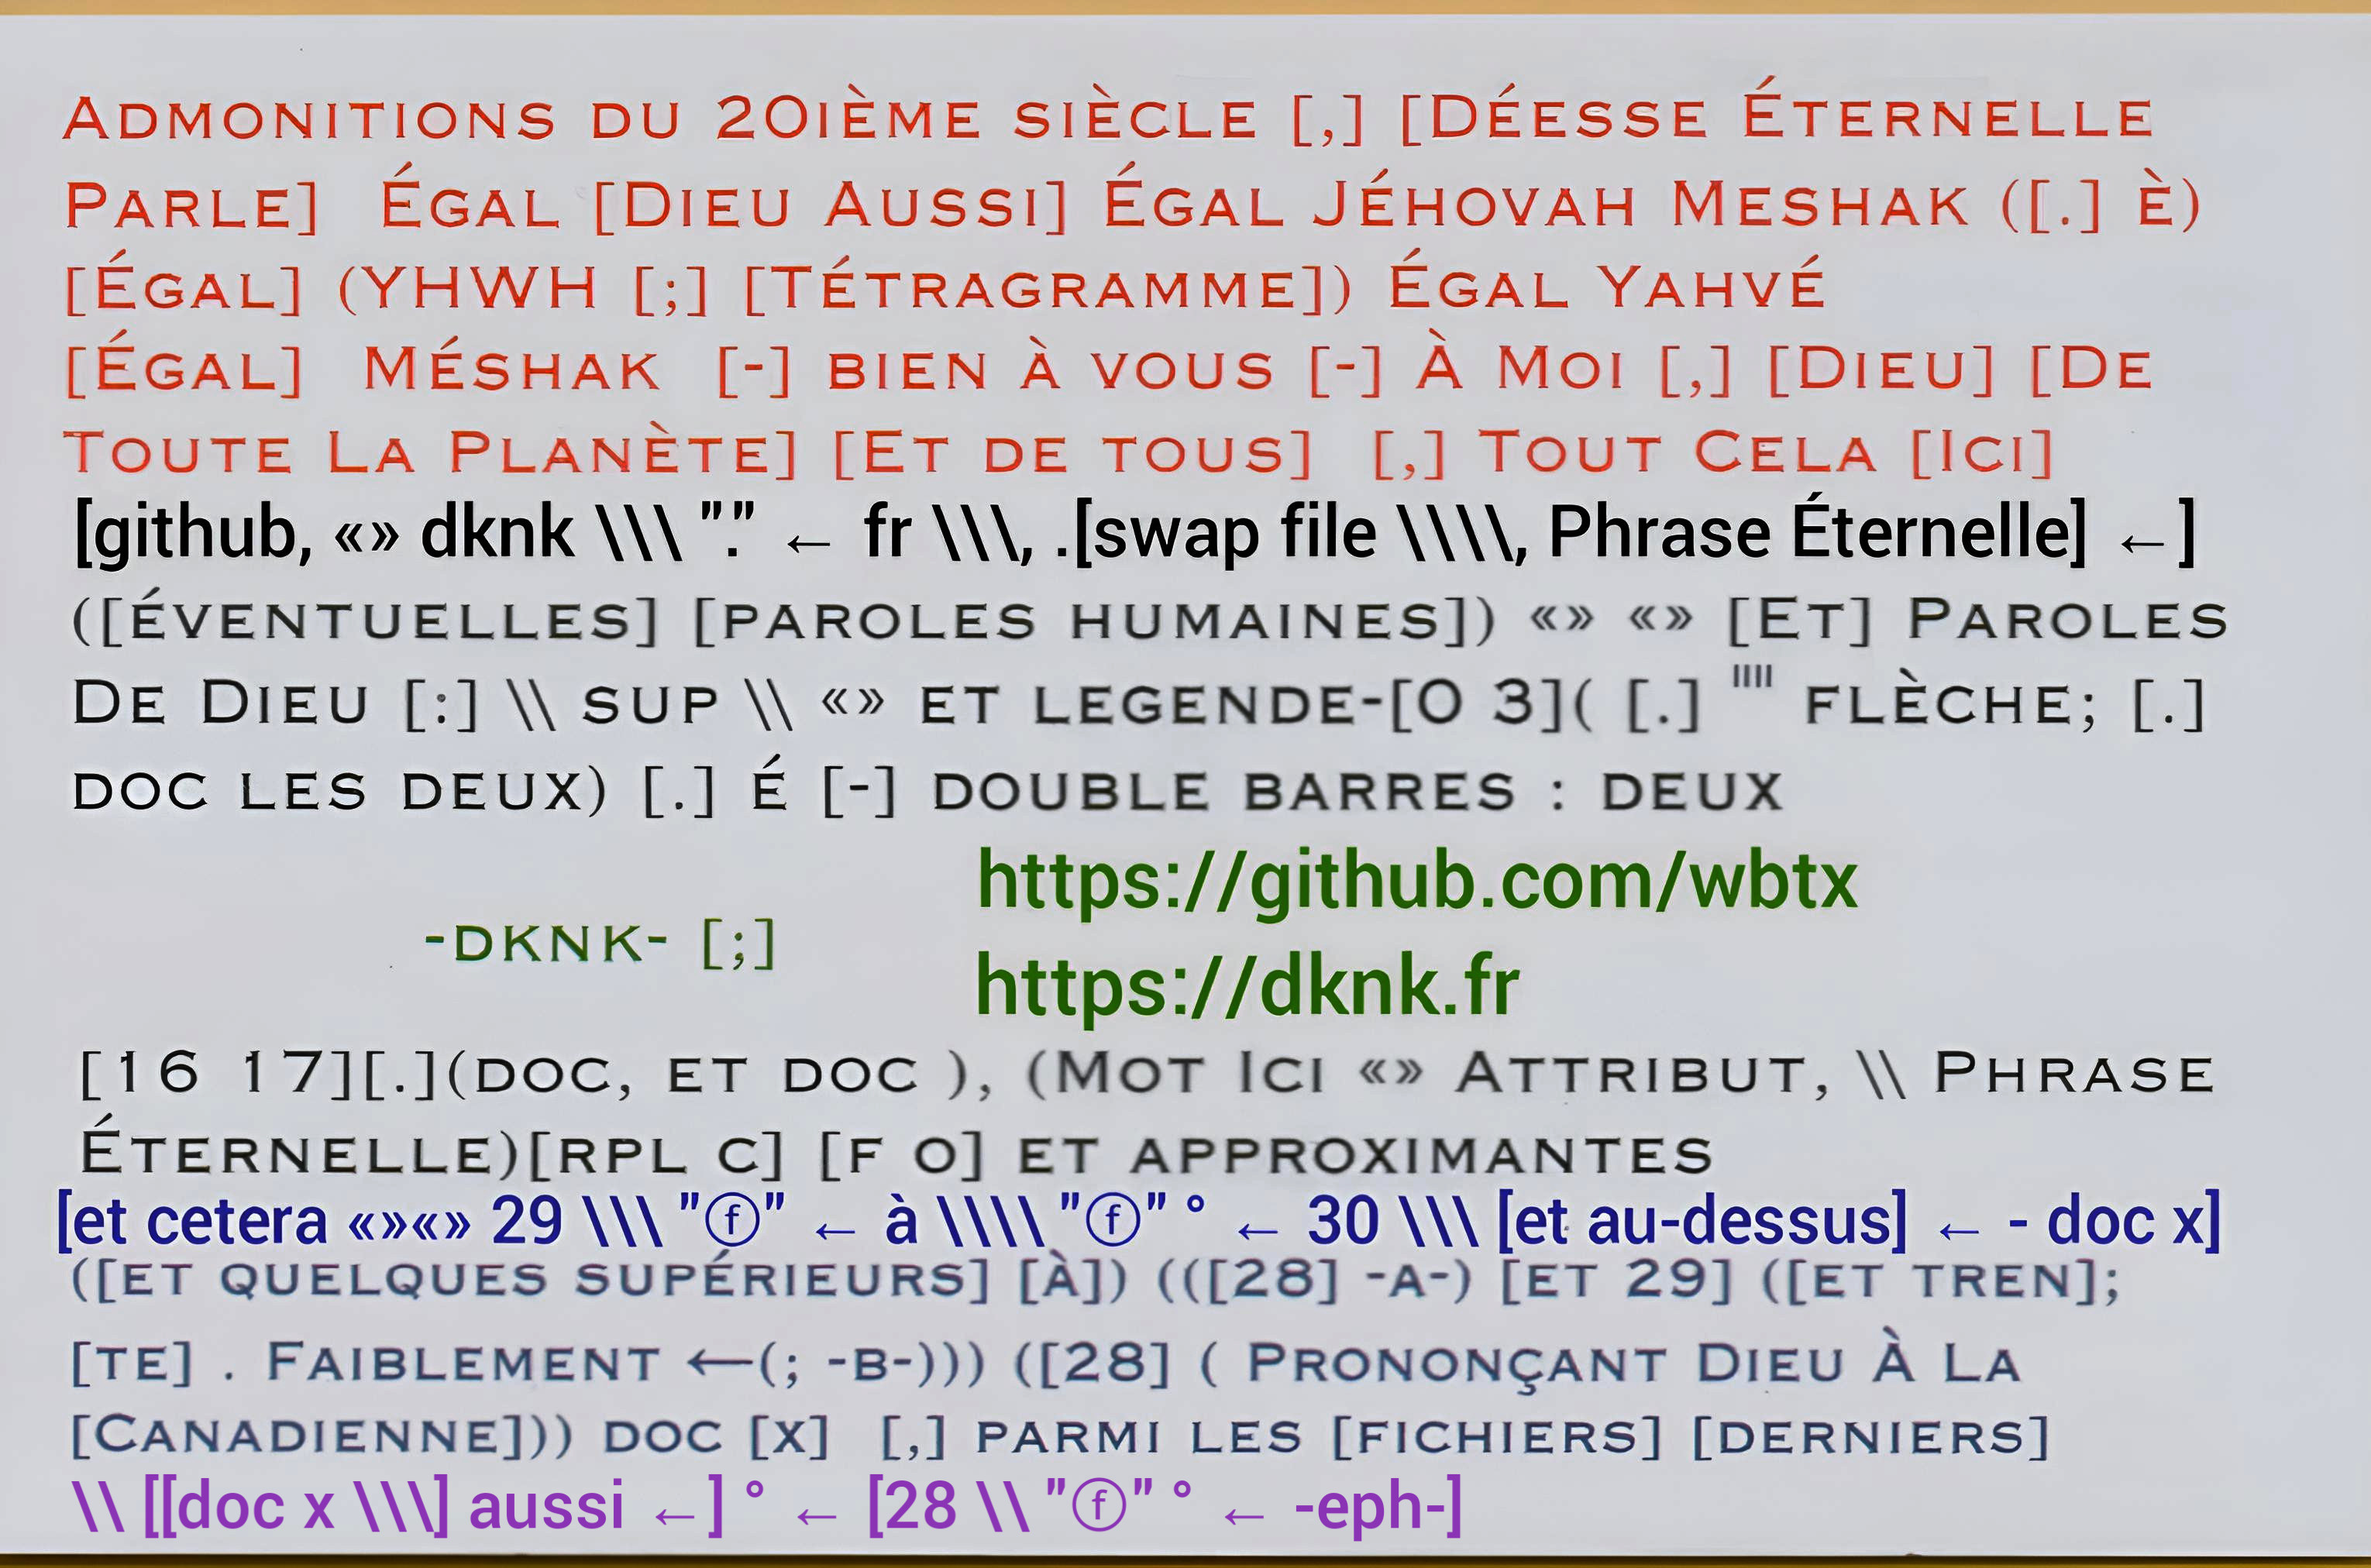 Admonitions du 20ième siècle [,] [Déesse Éternelle
Parle] Égal [Dieu Aussi] Égal Jéhovah Meshak ([.] È)
[Égal] (YHWH [;] [Tétragramme]) Égal Yahvé
[Égal] Méshak [-] bien à vous [-] À Moi [,] [Dieu] [De
Toute La Planète] [Et de tous] [,] Tout Cela [Ici]
[github, «» dknk \\\ "." ← fr \\\, .[swap file \\\\, Phrase Éternelle] ←]
([éventuelles] [paroles humaines]) «» «» [Et] Paroles
De Dieu [:] \\ sup \\ «» et legende-[0 3]( [.] '''' flèche; [.]
doc les deux) [.] é [-] double barres : deux
https://github.com/wbtx
-dknk- [;]
https://dknk.fr
[16 17][.](doc, et doc ), (Mot Ici «» Attribut, \\ Phrase
Éternelle)[rpl c] [f o] et approximantes
[et cetera «»«» 29 \\\ "ⓕ" ← à \\\\ "ⓕ" ° ← 30 \\\ [et au-dessus] ← - doc x]
([et quelques supérieurs] [à]) (([28] -a-) [et 29] ([et tren];
[te] . Faiblement ←(; -b-))) ([28] ( Prononçant Dieu À La
[Canadienne])) doc [x] [,] parmi les [fichiers] [derniers]
\\ [[doc x \\\] aussi ←] ° ← [28 \\ "ⓕ" ° ← -eph-]